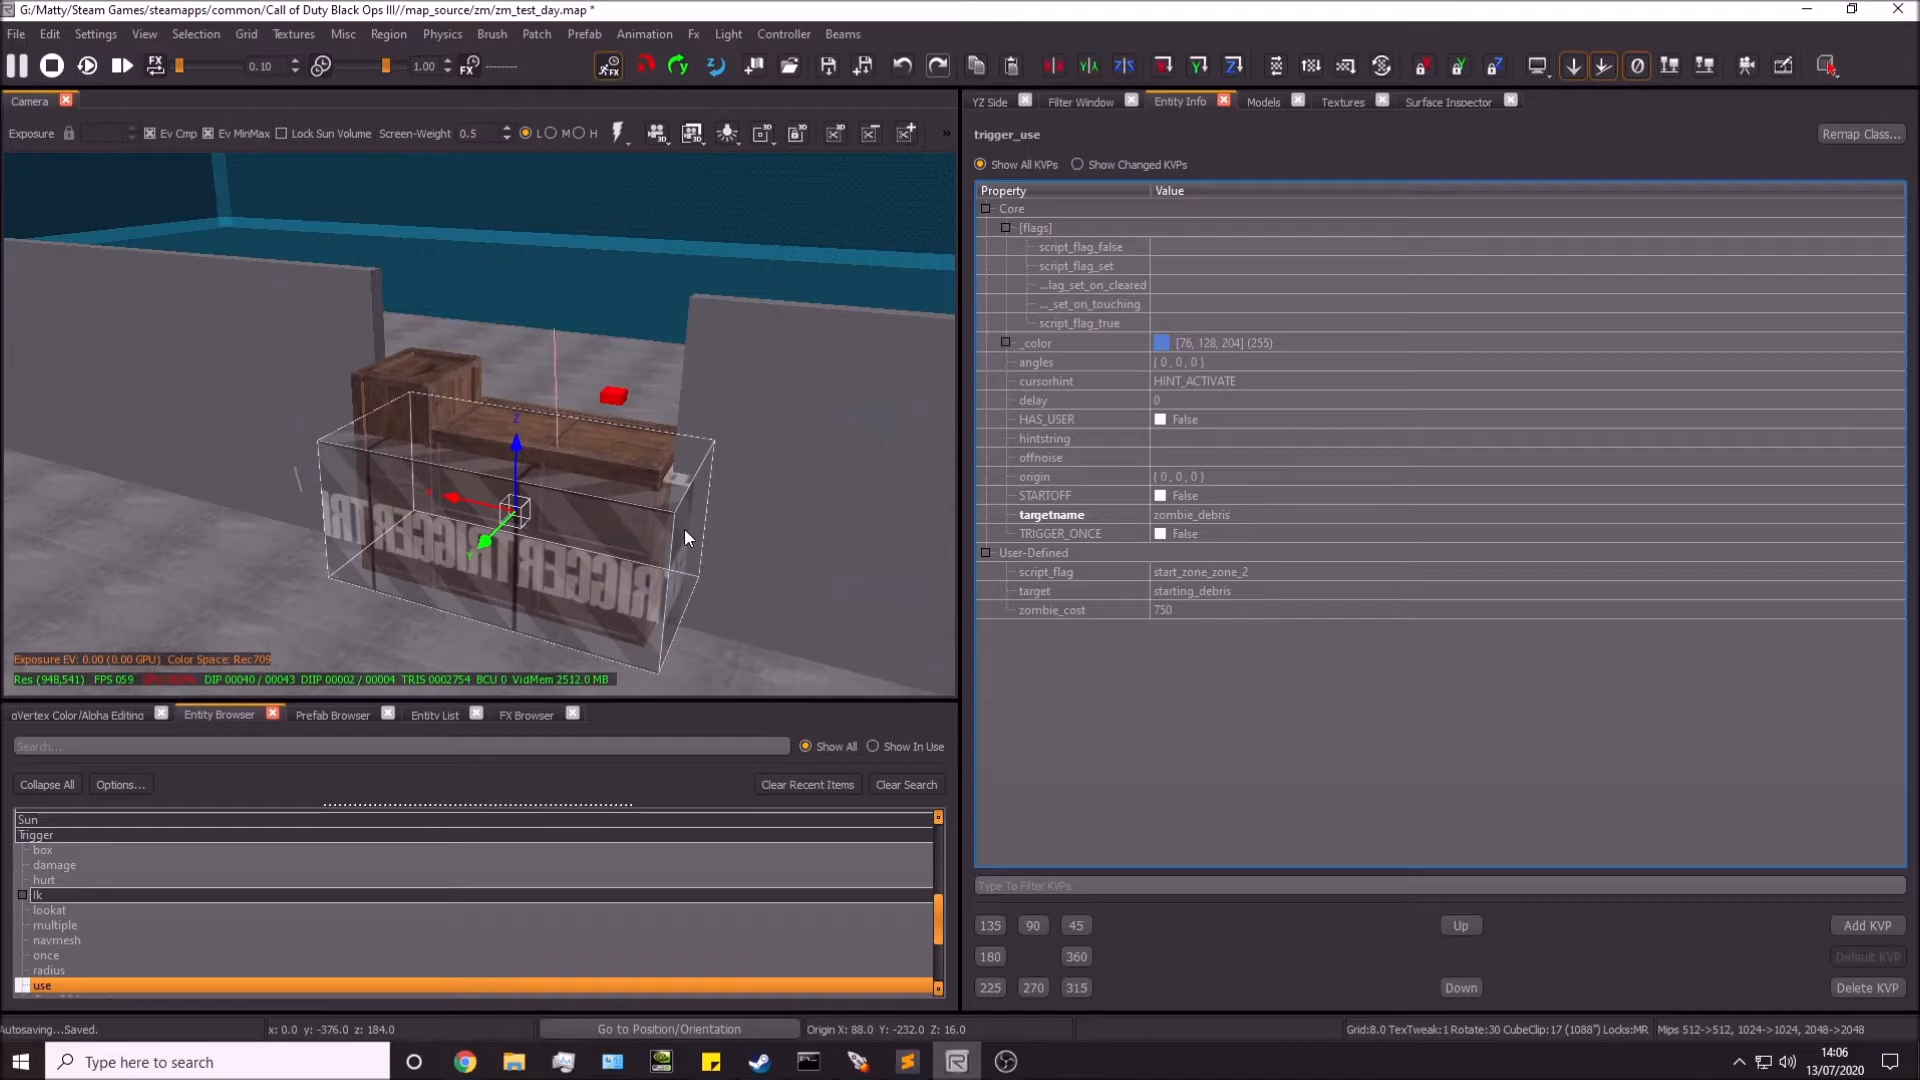 G:/Matty/Steam Games/steamapps/common/Call of Duty Black Ops III//map_source/zm/zm_test_day.map *
File Edit Settings View Selection Grid Textures Misc Region Physics Brush Patch Prefab Animation Fx Light Controller Beams
FX 0.10 1.00 FX
Camera
YZ Side Filter Window Entity Info Models Textures Surface Inspector
Exposure Ev Cmp Ev MinMax Lock Sun Volume Screen-Weight 0.5 L M H
trigger_use Remap Class...
Show All KVPs Show Changed KVPs
Property Value
Core
[flags]
script_flag_false
script_flag_set
...lag_set_on_cleared
..._set_on_touching
script_flag_true
_color [76, 128, 204] (255)
angles { 0 , 0 , 0 }
cursorhint HINT_ACTIVATE
delay 0
HAS_USER False
hintstring
offnoise
origin { 0 , 0 , 0 }
STARTOFF False
targetname zombie_debris
TRIGGER_ONCE False
User-Defined
script_flag start_zone_zone_2
target starting_debris
zombie_cost 750
Z
X
Y
TRIGGER TRIGGER TRIGGER
Exposure EV: 0.00 (0.00 GPU) Color Space: Rec709
Res (948,541) FPS 059 DIP 00040 / 00043 DIIP 00002 / 00004 TRIS 0002754 BCU 0 VidMem 2512.0 MB
Vertex Color/Alpha Editing Entity Browser Prefab Browser Entity List FX Browser
Search... Show All Show In Use
Collapse All Options... Clear Recent Items Clear Search
Sun
Trigger
box
damage
hurt
lk
lookat
multiple
navmesh
once
radius
use
Type To Filter KVPs
135 90 45 Up Add KVP
180 360 Default KVP
225 270 315 Down Delete KVP
Autosaving...Saved. x: 0.0 y: -376.0 z: 184.0 Go to Position/Orientation Origin X: 88.0 Y: -232.0 Z: 16.0 Grid:8.0 TexTweak:1 Rotate:30 CubeClip:17 (1088") Locks:MR Mips 512->512, 1024->1024, 2048->2048
Type here to search
14:06
13/07/2020